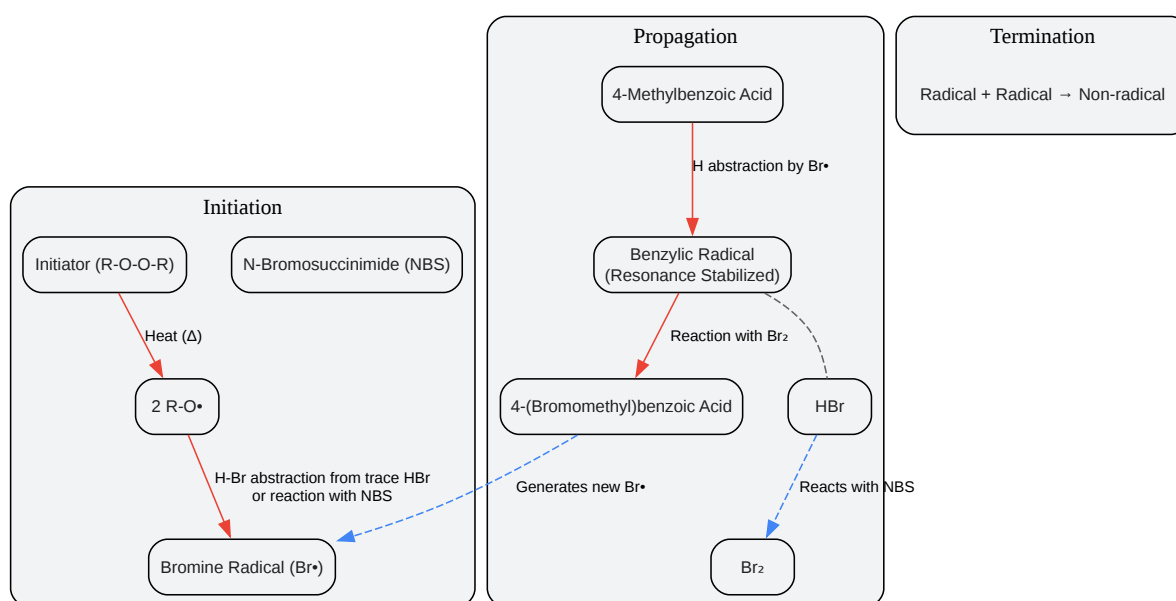 Initiation
Initiator (R-O-O-R)
N-Bromosuccinimide (NBS)
Heat (Δ)
2 R-O•
H-Br abstraction from trace HBr
or reaction with NBS
Bromine Radical (Br•)
Propagation
4-Methylbenzoic Acid
H abstraction by Br•
Benzylic Radical
(Resonance Stabilized)
Reaction with Br₂
4-(Bromomethyl)benzoic Acid
HBr
Generates new Br•
Reacts with NBS
Br₂
Termination
Radical + Radical → Non-radical